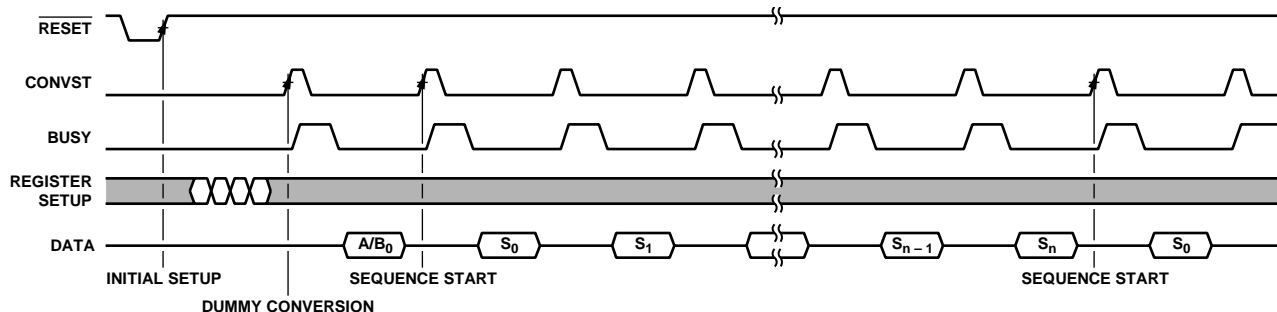 RESET
CONVST
BUSY
REGISTER
SETUP
DATA
A/B0
S0
S1
Sn – 1
Sn
S0
INITIAL SETUP
SEQUENCE START
SEQUENCE START
DUMMY CONVERSION